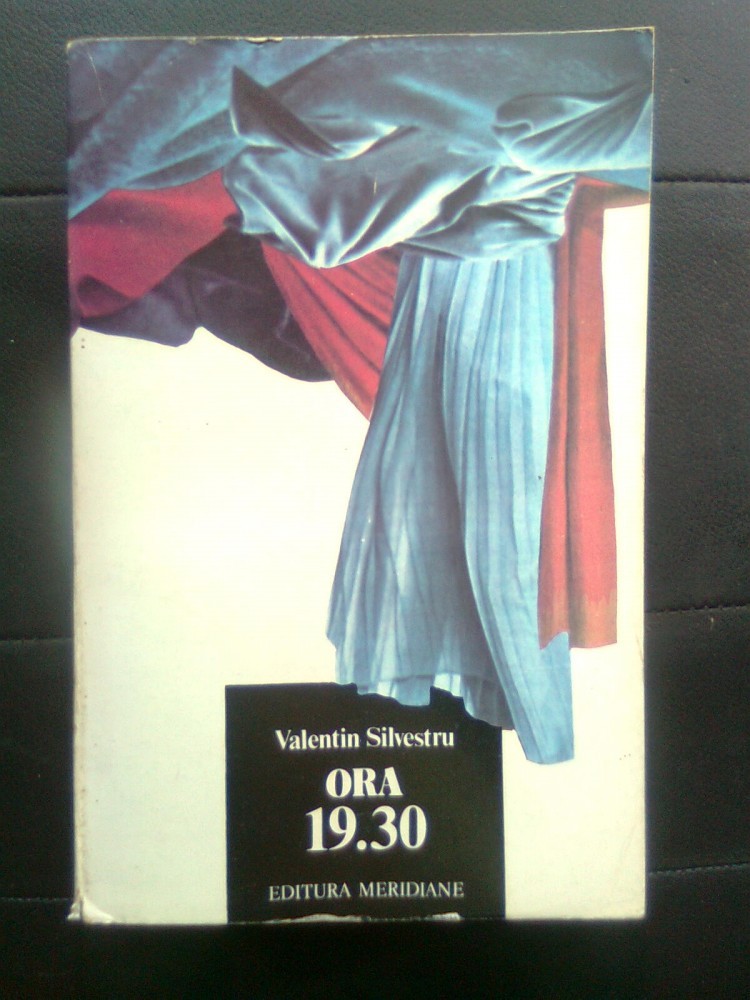 Valentin Silvestru
ORA
19.30
EDITURA MERIDIANE